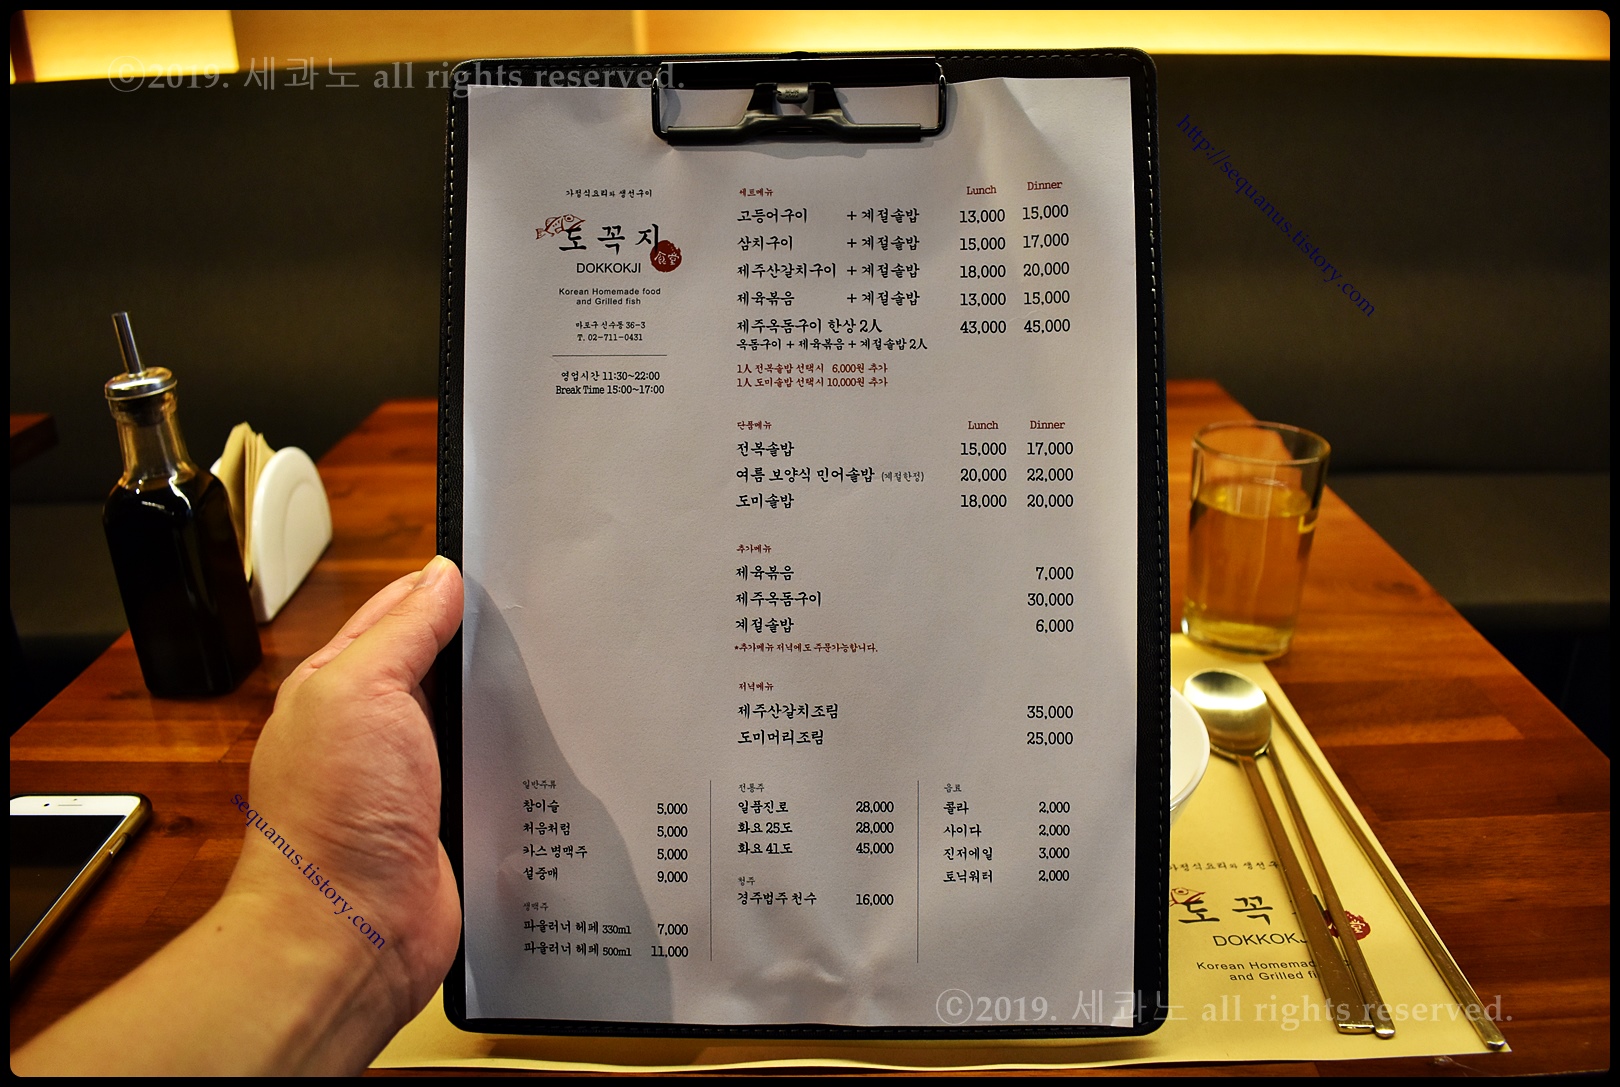 ©2019. 세콰노 all rights reserved.
http://sequanus.tistory.com
가정식요리와 생선구이
도꼭지
食堂
DOKKOKJI
Korean Homemade food
and Grilled fish
마포구 신수동 36-3
T. 02-711-0431
영업시간 11:30~22:00
Break Time 15:00~17:00
세트메뉴 Lunch Dinner
고등어구이 + 계절솥밥 13,000 15,000
삼치구이 + 계절솥밥 15,000 17,000
제주산갈치구이 + 계절솥밥 18,000 20,000
제육볶음 + 계절솥밥 13,000 15,000
제주옥돔구이 한상 2人 43,000 45,000
옥돔구이 + 제육볶음 + 계절솥밥 2人
1人 전복솥밥 선택시 6,000원 추가
1人 도미솥밥 선택시 10,000원 추가
단품메뉴 Lunch Dinner
전복솥밥 15,000 17,000
여름 보양식 민어솥밥 (계절한정) 20,000 22,000
도미솥밥 18,000 20,000
추가메뉴
제육볶음 7,000
제주옥돔구이 30,000
계절솥밥 6,000
*추가메뉴 저녁에도 주문가능합니다.
저녁메뉴
제주산갈치조림 35,000
도미머리조림 25,000
일반주류
참이슬 5,000
처음처럼 5,000
카스 병맥주 5,000
설중매 9,000
생맥주
파울러너 헤페 330ml 7,000
파울러너 헤페 500ml 11,000
전통주
일품진로 28,000
화요 25도 28,000
화요 41도 45,000
청주
경주법주 천수 16,000
음료
콜라 2,000
사이다 2,000
진저에일 3,000
토닉워터 2,000
sequanus.tistory.com
가정식요리와 생선구
도꼭
DOKKOKJ
Korean Homemad
and Grilled fi
©2019. 세콰노 all rights reserved.